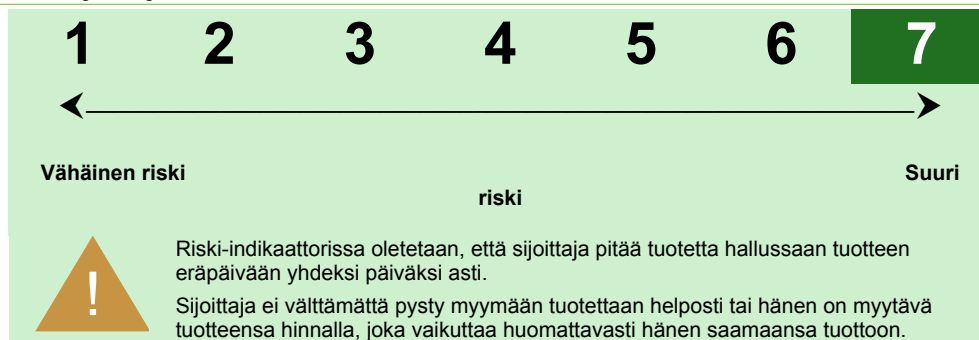 1 2 3 4 5 6 7
Vähäinen riski Suuri
riski
Riski-indikaattorissa oletetaan, että sijoittaja pitää tuotetta hallussaan tuotteen
eräpäivään yhdeksi päiväksi asti.
!
Sijoittaja ei välttämättä pysty myymään tuotettaan helposti tai hänen on myytävä
tuotteensa hinnalla, joka vaikuttaa huomattavasti hänen saamaansa tuottoon.